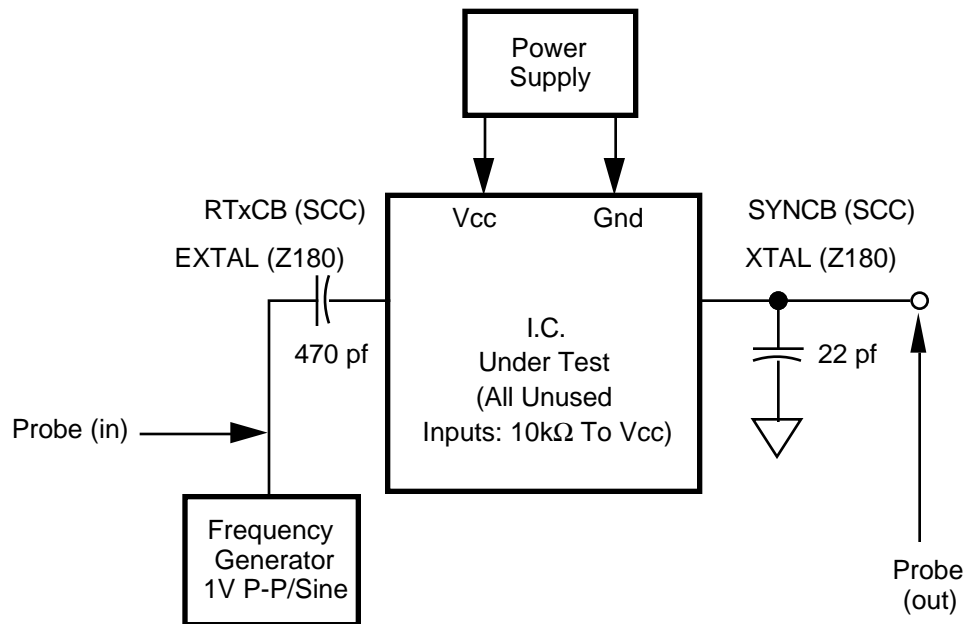 Power
Supply
RTxCB (SCC)
Vcc
Gnd
SYNCB (SCC)
EXTAL (Z180)
XTAL (Z180)
470 pf
I.C.
Under Test
(All Unused
Inputs: 10kΩ To Vcc)
22 pf
Probe (in)
Frequency
Generator
1V P-P/Sine
Probe
(out)